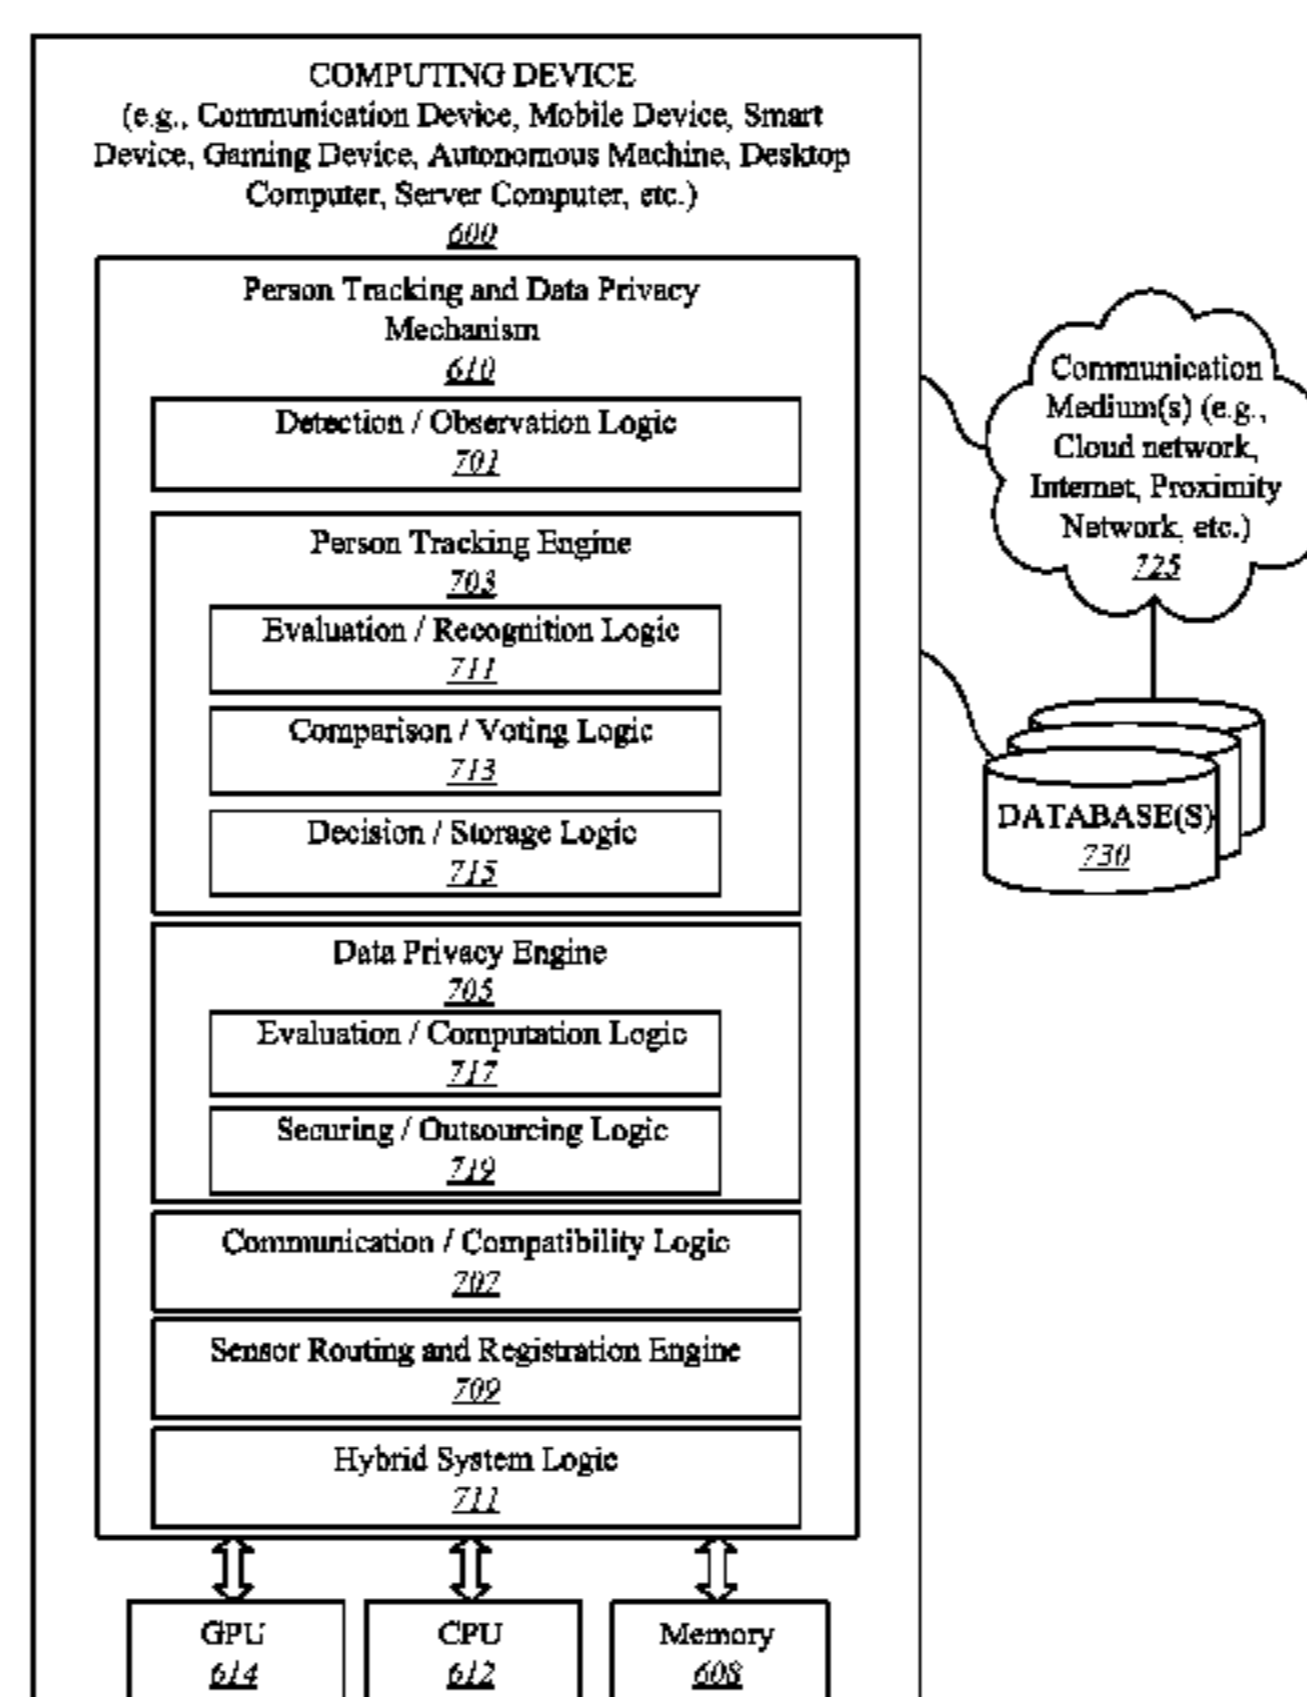 COMPUTING DEVICE
(e.g., Communication Device, Mobile Device, Smart
Device, Gaming Device, Autonomous Machine, Desktop
Computer, Server Computer, etc.)
600
Person Tracking and Data Privacy
Mechanism
610
Detection / Observation Logic
701
Person Tracking Engine
703
Evaluation / Recognition Logic
711
Comparison / Voting Logic
713
Decision / Storage Logic
715
Data Privacy Engine
705
Evaluation / Computation Logic
717
Securing / Outsourcing Logic
719
Communication / Compatibility Logic
707
Sensor Routing and Registration Engine
709
Hybrid System Logic
711
GPU
614
CPU
612
Memory
608
Communication
Medium(s) (e.g.,
Cloud network,
Internet, Proximity
Network, etc.)
725
DATABASE(S)
730